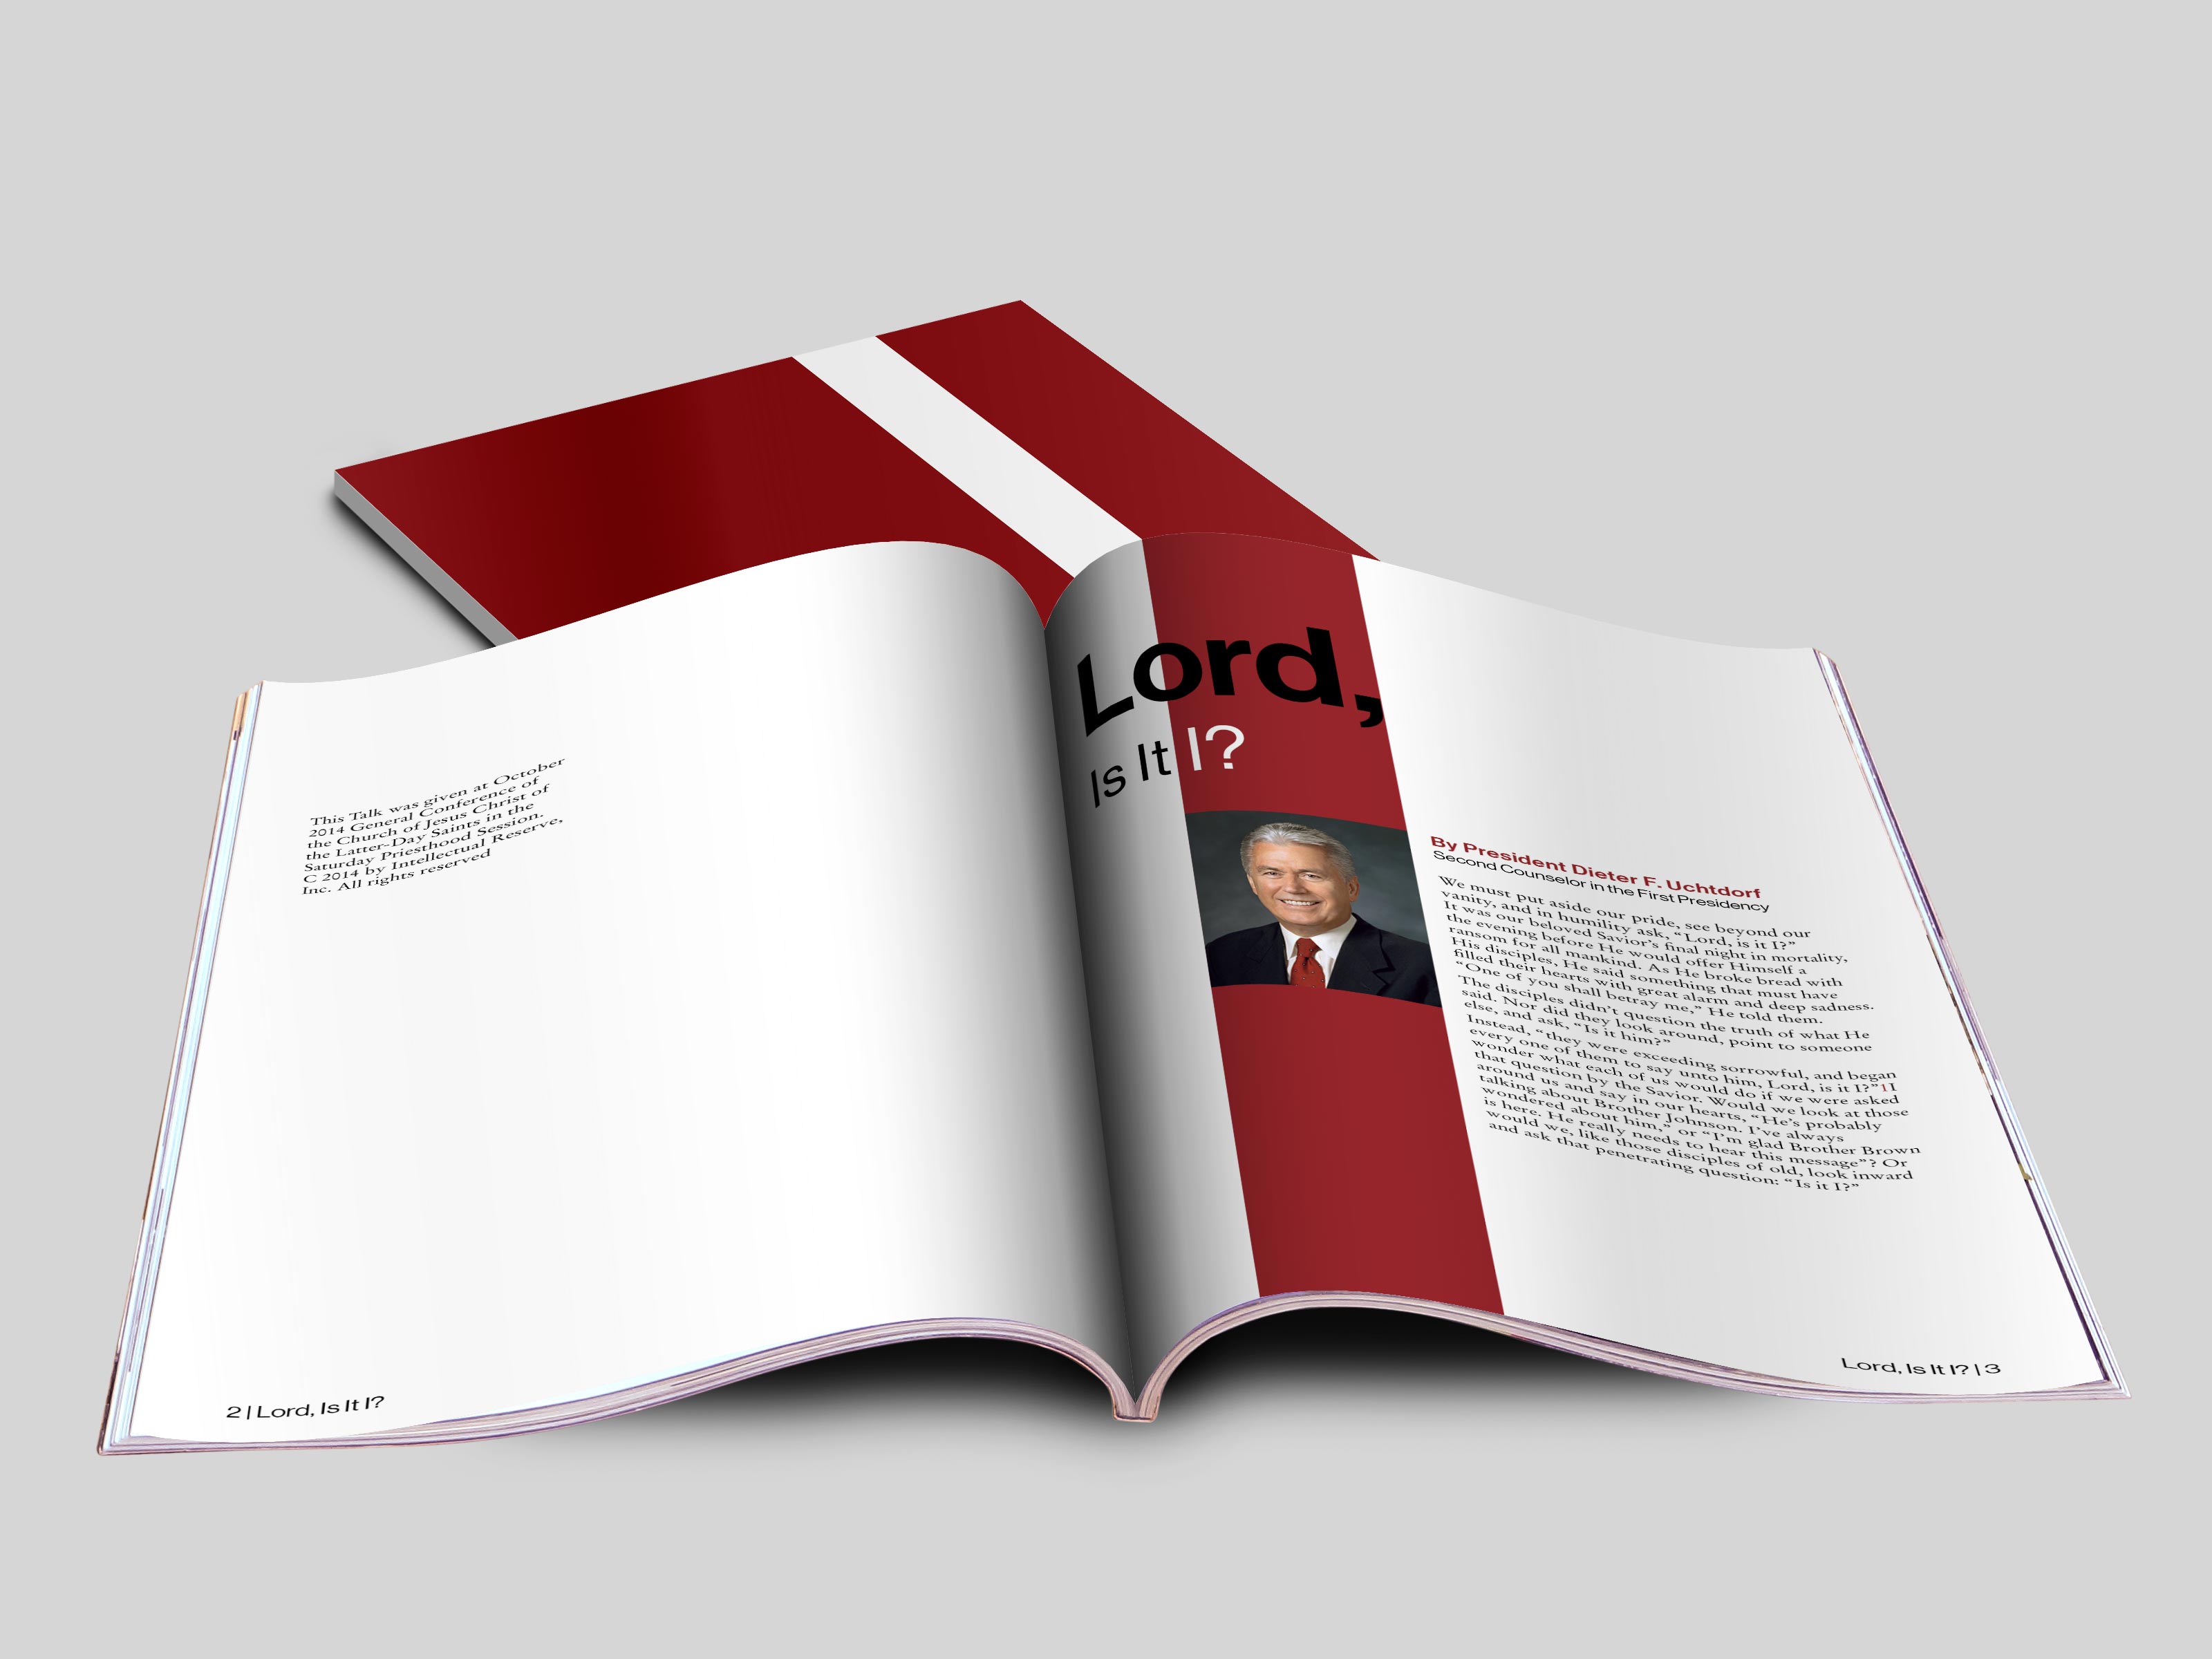 This Talk was given at October
2014 General Conference of
the Church of Jesus Christ of
the Latter-Day Saints in the
Saturday Priesthood Session.
C 2014 by Intellectual Reserve,
Inc. All rights reserved
2 | Lord, Is It I?
Lord,
Is It I?
By President Dieter F. Uchtdorf
Second Counselor in the First Presidency
We must put aside our pride, see beyond our
vanity, and in humility ask, “Lord, is it I?”
It was our beloved Savior’s final night in mortality,
the evening before He would offer Himself a
ransom for all mankind. As He broke bread with
His disciples, He said something that must have
filled their hearts with great alarm and deep sadness.
“One of you shall betray me,” He told them.
The disciples didn’t question the truth of what He
said. Nor did they look around, point to someone
else, and ask, “Is it him?”
Instead, “they were exceeding sorrowful, and began
every one of them to say unto him, Lord, is it I?”1I
wonder what each of us would do if we were asked
that question by the Savior. Would we look at those
around us and say in our hearts, “He’s probably
talking about Brother Johnson. I’ve always
wondered about him,” or “I’m glad Brother Brown
is here. He really needs to hear this message”? Or
would we, like those disciples of old, look inward
and ask that penetrating question: “Is it I?”
Lord, Is It I? | 3